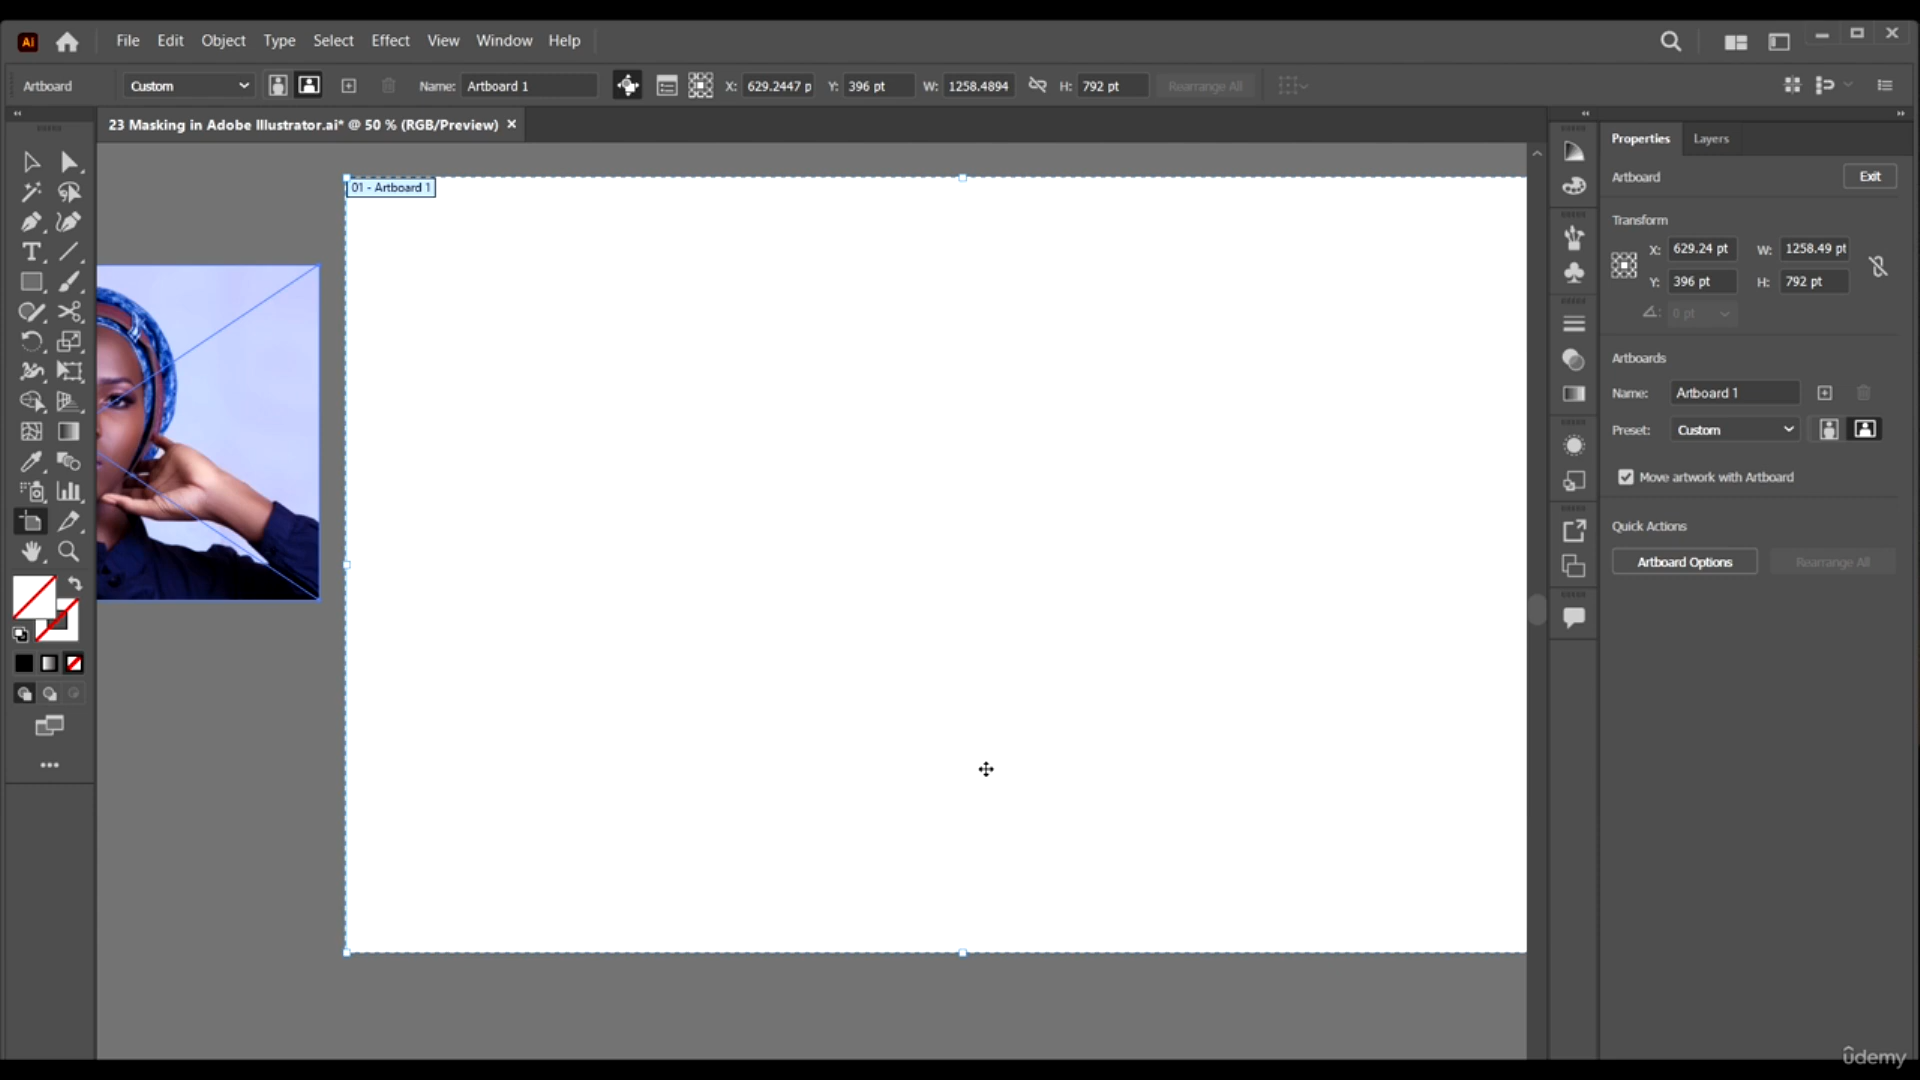 Ai File Edit Object Type Select Effect View Window Help
Artboard Custom Name: Artboard 1 X: 629.2447 p Y: 396 pt W: 1258.4894 H: 792 pt Rearrange All
23 Masking in Adobe Illustrator.ai* @ 50 % (RGB/Preview) ×
01 - Artboard 1
Properties Layers
Artboard Exit
Transform
X: 629.24 pt W: 1258.49 pt
Y: 396 pt H: 792 pt
0 pt
Artboards
Name: Artboard 1
Preset: Custom
Move artwork with Artboard
Quick Actions
Artboard Options Rearrange All
udemy